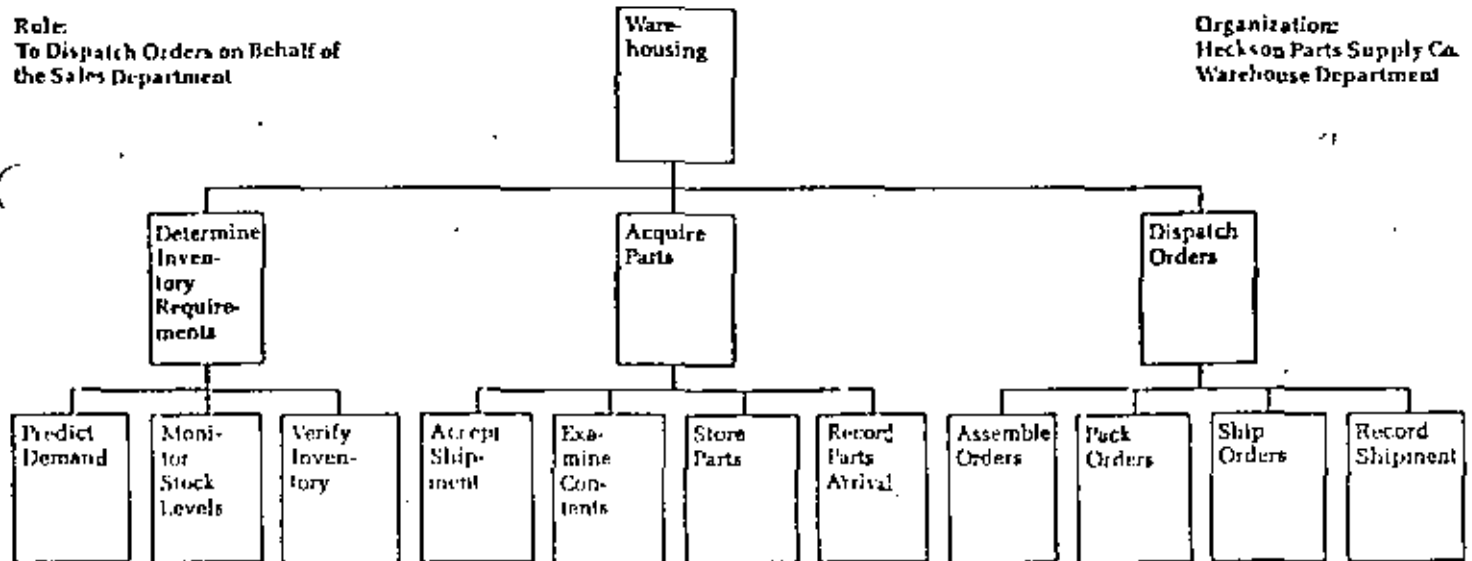 Role:
To Dispatch Orders on Behalf of
the Sales Department
Ware-
housing
Organization:
Heckson Parts Supply Co.
Warehouse Department
Determine
Inven-
tory
Require-
ments
Acquire
Parts
Dispatch
Orders
Predict
Demand
Moni-
tor
Stock
Levels
Verify
Inven-
tory
Accept
Ship-
ment
Exa-
mine
Con-
tents
Store
Parts
Record
Parts
Arrival
Assemble
Orders
Pack
Orders
Ship
Orders
Record
Shipment